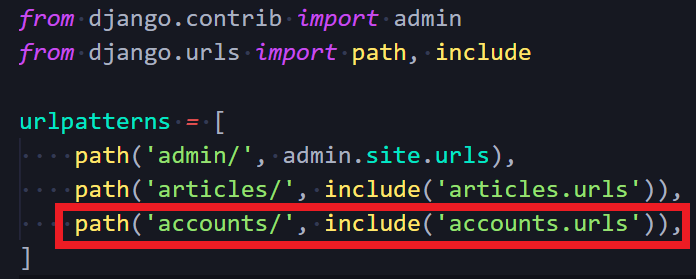 from django.contrib import admin
from django.urls import path, include
urlpatterns = [
    path('admin/', admin.site.urls),
    path('articles/', include('articles.urls')),
    path('accounts/', include('accounts.urls')),
]